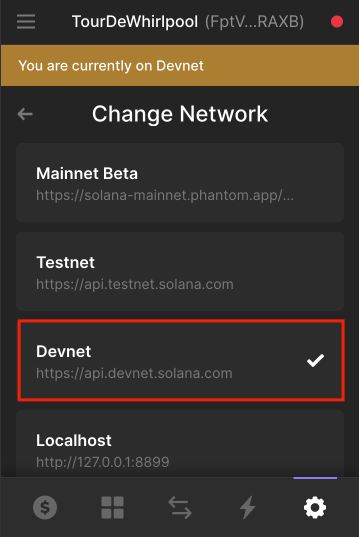 TourDeWhirlpool (FptV...RAXB)
You are currently on Devnet
Change Network
Mainnet Beta
https://solana-mainnet.phantom.app/...
Testnet
https://api.testnet.solana.com
Devnet
https://api.devnet.solana.com
Localhost
http://127.0.0.1:8899
$